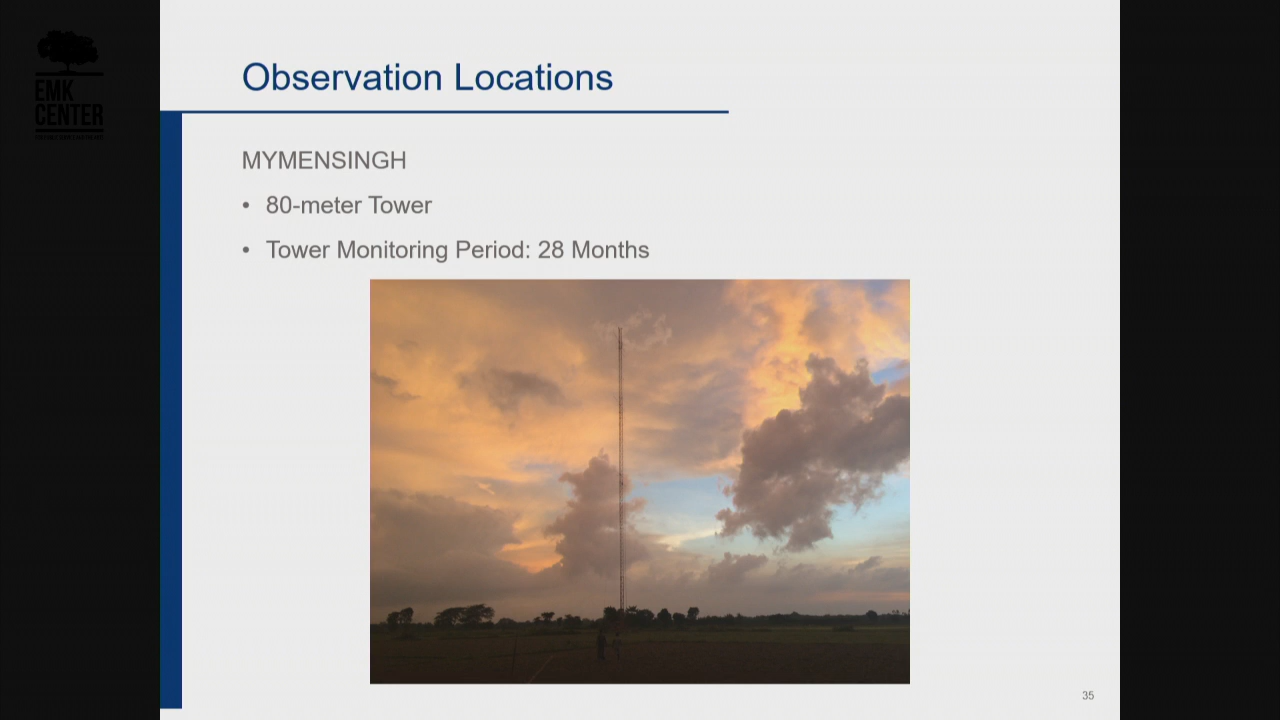 EMK
CENTER
Observation Locations
MYMENSINGH
• 80-meter Tower
• Tower Monitoring Period: 28 Months
35